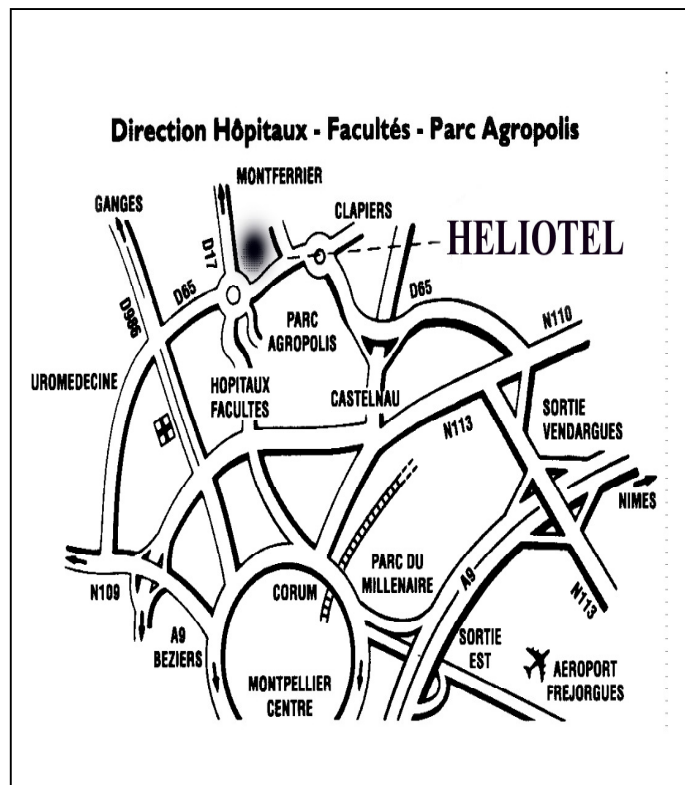 Direction Hôpitaux - Facultés - Parc Agropolis
MONTFERRIER
GANGES
CLAPIERS
HELIOTEL
D17
D65
D65
D986
PARC
AGROPOLIS
N110
UROMEDECINE
HOPITAUX
FACULTES
CASTELNAU
SORTIE
VENDARGUES
N113
NIMES
PARC DU
MILLENAIRE
A9
N109
CORUM
N113
A9
BEZIERS
SORTIE
EST
AEROPORT
FREJORGUES
MONTPELLIER
CENTRE